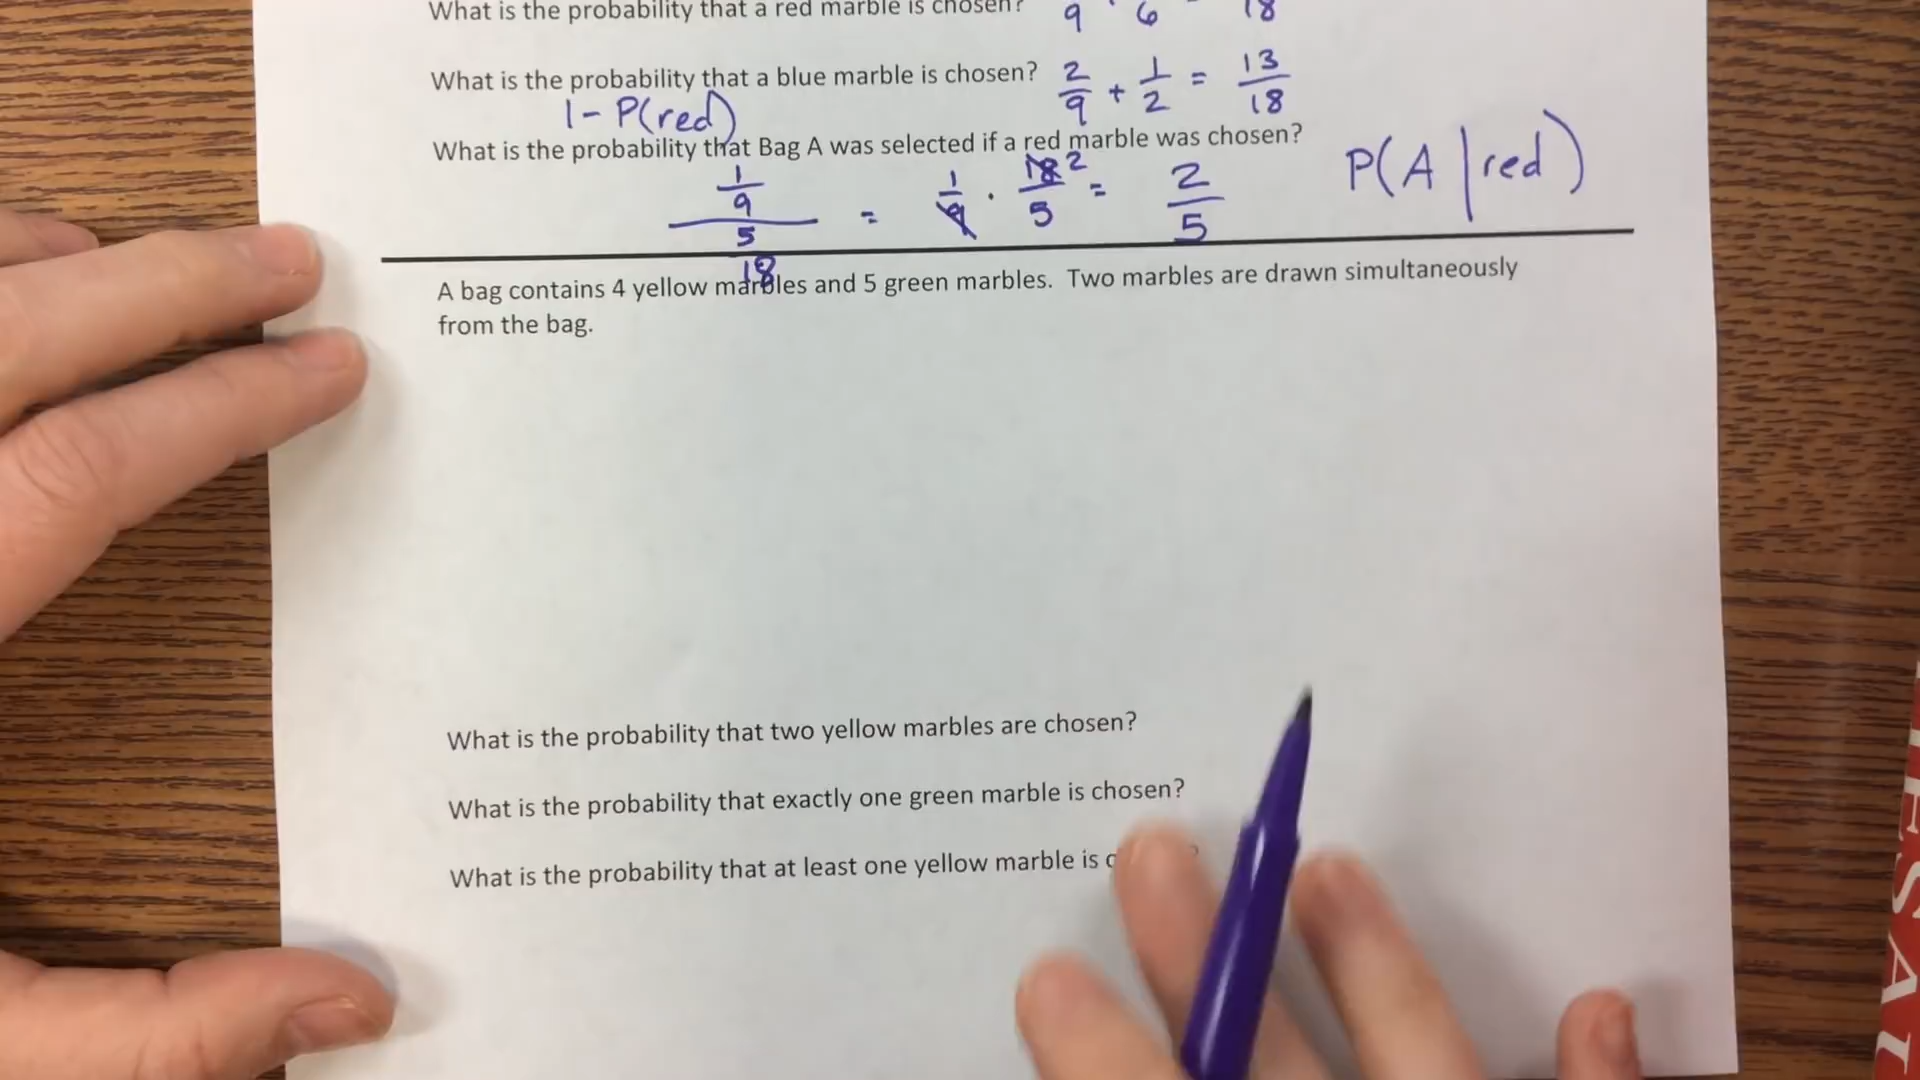 What is the probability that a red marble is chosen?
9 6 18
What is the probability that a blue marble is chosen? 2/9 + 1/2 = 13/18
1 - P(red)
What is the probability that Bag A was selected if a red marble was chosen?
1/9 / 5/18 = 1/9 · 18/5 2 = 2/5 P(A | red)
A bag contains 4 yellow marbles and 5 green marbles. Two marbles are drawn simultaneously
from the bag.
What is the probability that two yellow marbles are chosen?
What is the probability that exactly one green marble is chosen?
What is the probability that at least one yellow marble is